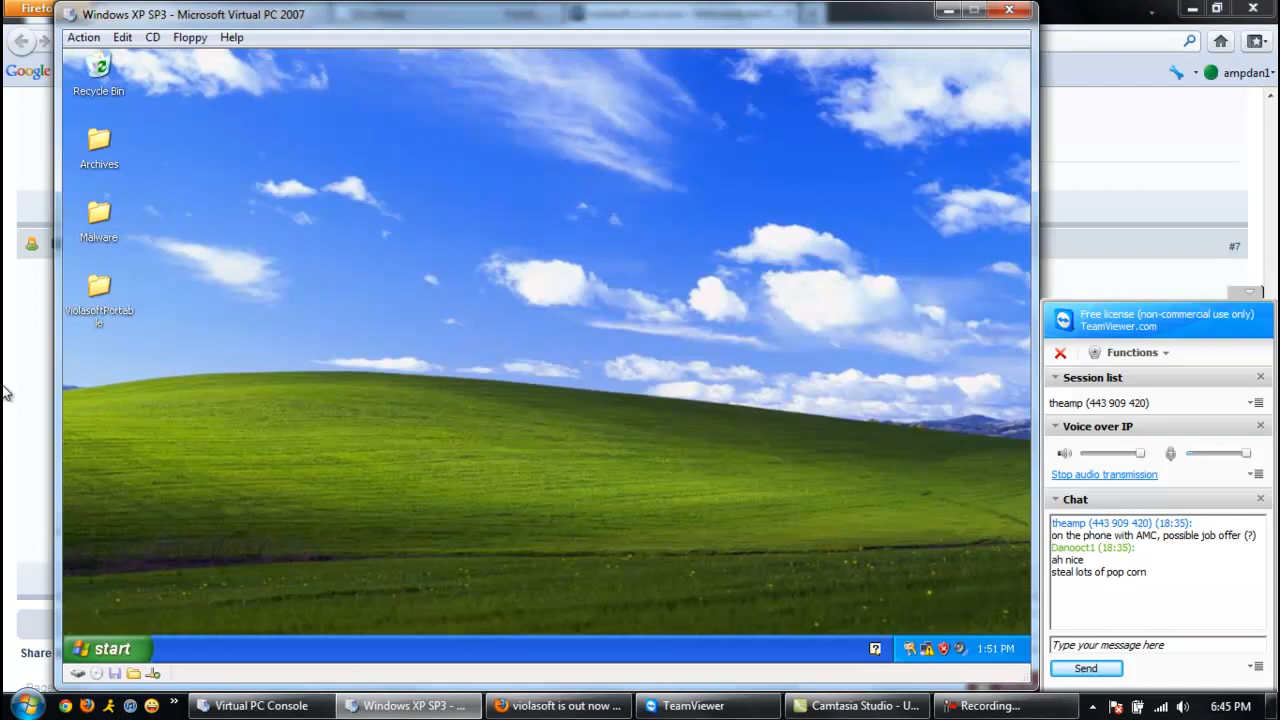 Firefo
Windows XP SP3 - Microsoft Virtual PC 2007
Action Edit CD Floppy Help
Google
ampdan1
Recycle Bin
Archives
Malware
ViolasoftPortab
le
#7
Free license (non-commercial use only)
TeamViewer.com
Functions
Session list
theamp (443 909 420)
Voice over IP
Stop audio transmission
Chat
theamp (443 909 420) (18:35):
on the phone with AMC, possible job offer (?)
Danooct1 (18:35):
ah nice
steal lots of pop corn
Type your message here
Send
start
1:51 PM
Share
Virtual PC Console
Windows XP SP3 - ...
violasoft is out now ...
TeamViewer
Camtasia Studio - U...
Recording...
6:45 PM